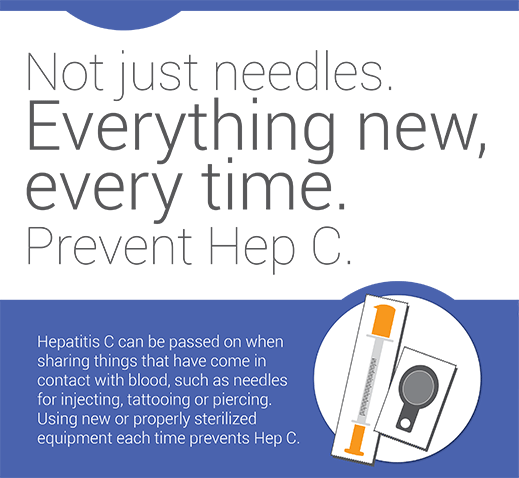 Not just needles.
Everything new,
every time.
Prevent Hep C.
Hepatitis C can be passed on when
sharing things that have come in
contact with blood, such as needles
for injecting, tattooing or piercing.
Using new or properly sterilized
equipment each time prevents Hep C.